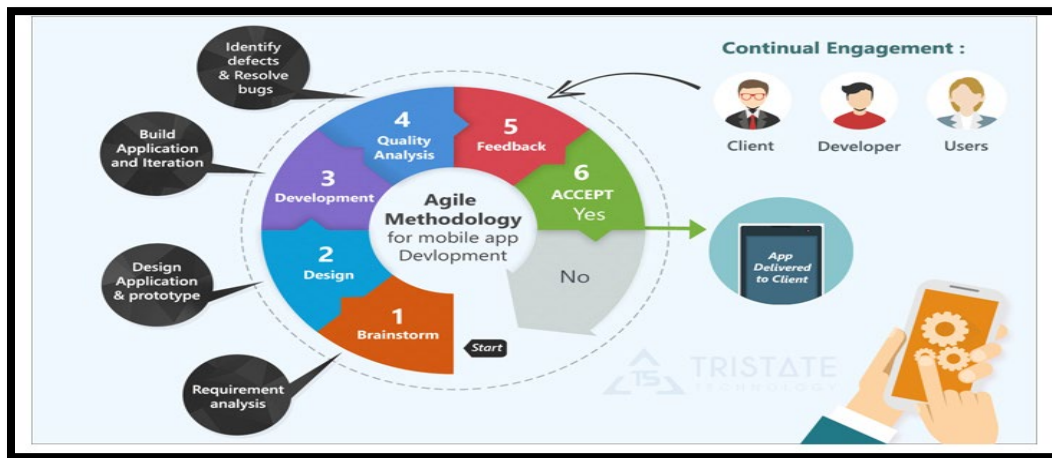 Identify
defects
& Resolve
bugs
Continual Engagement :
Client
Developer
Users
Build
Application
and Iteration
4
Quality
Analysis
5
Feedback
3
Development
6
ACCEPT
Yes
Agile
Methodology
for mobile app
Devlopment
2
Design
No
App
Delivered
to Client
Design
Application
& prototype
1
Brainstorm
Start
Requirement
analysis
TS
TRISTATE
TECHNOLOGY